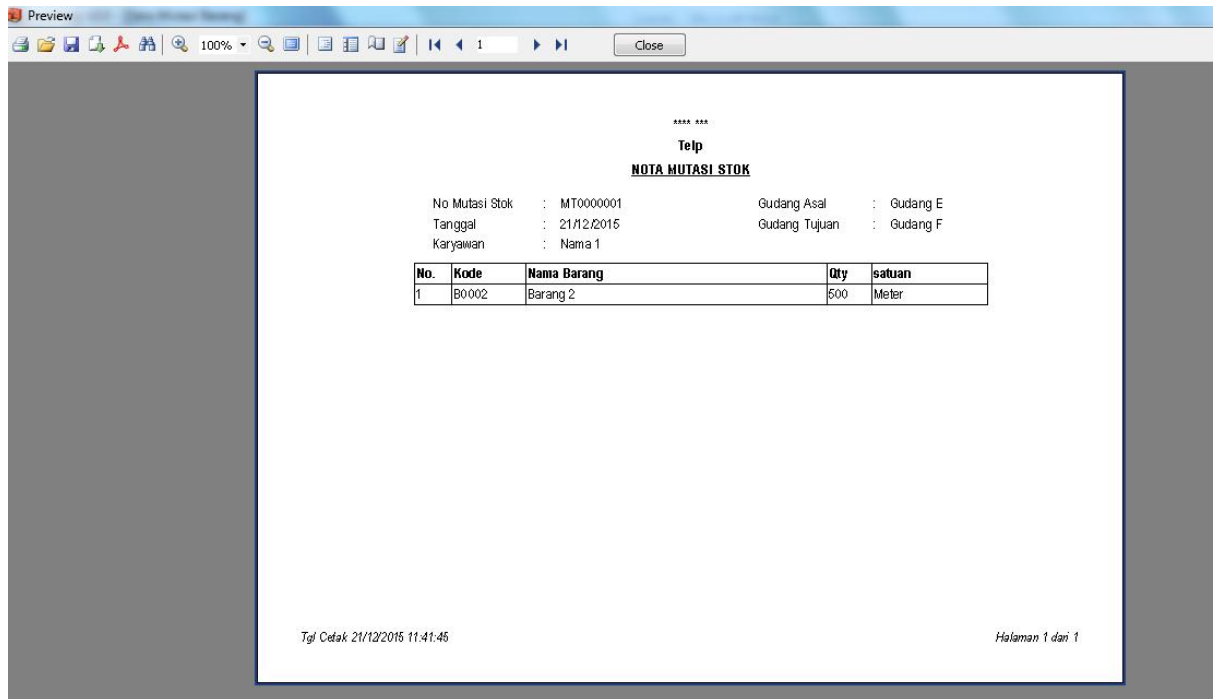 Preview
100% 1 Close
**** ***
Telp
NOTA MUTASI STOK
No Mutasi Stok : MT0000001 Gudang Asal : Gudang E
Tanggal : 21/12/2015 Gudang Tujuan : Gudang F
Karyawan : Nama 1
No. Kode Nama Barang Qty satuan
1 B0002 Barang 2 500 Meter
Tgl Cetak 21/12/2015 11:41:45 Halaman 1 dari 1